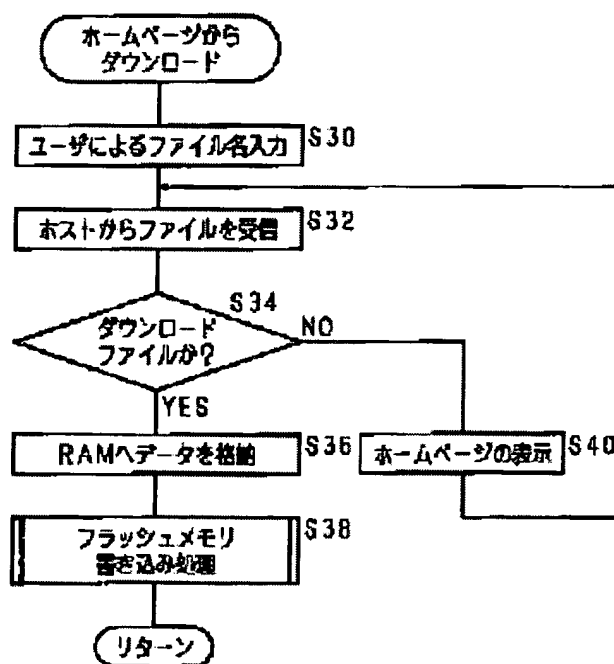 ホームページから
ダウンロード
ユーザによるファイル名入力
S30
ホストからファイルを受信
S32
S34
ダウンロード
ファイルか?
NO
YES
RAMへデータを格納
S36
ホームページの表示
S40
フラッシュメモリ
書き込み処理
S38
リターン